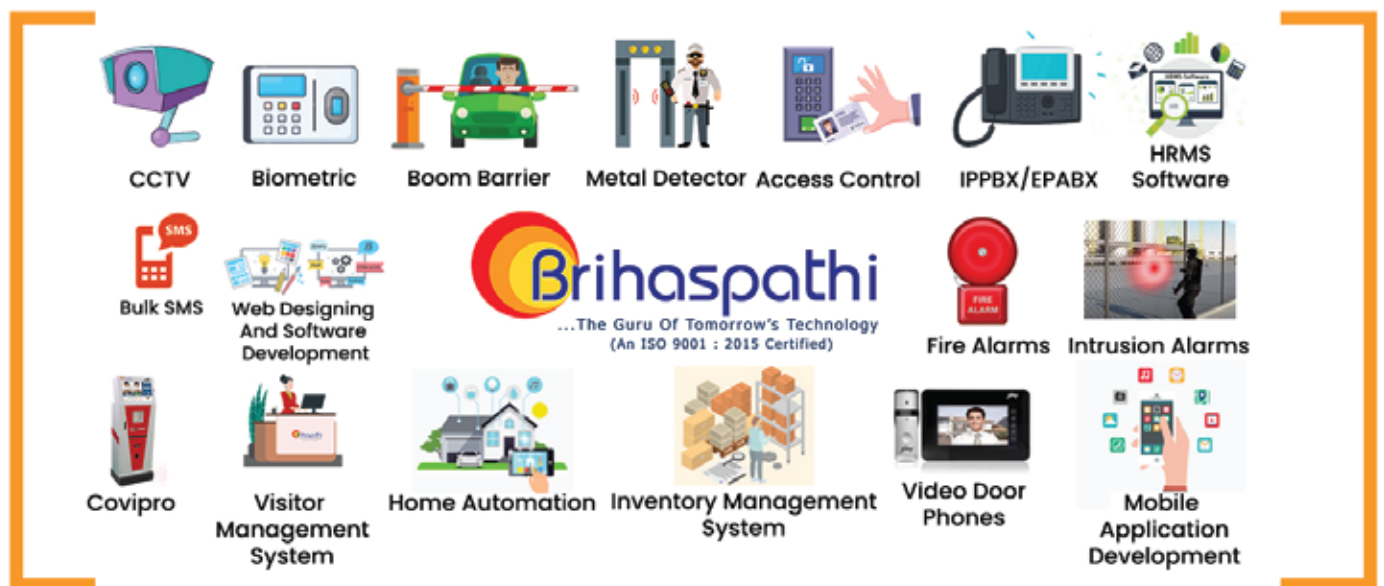 CCTV
Biometric
Boom Barrier
Metal Detector
Access Control
IPPBX/EPABX
HRMS Software
HRMS
Software
SMS
Bulk SMS
Web Designing
And Software
Development
Brihaspathi
...The Guru Of Tomorrow's Technology
(An ISO 9001 : 2015 Certified)
FIRE
ALARM
Fire Alarms
Intrusion Alarms
Covipro
Visitor
Management
System
Home Automation
Inventory Management
System
Video Door
Phones
Mobile
Application
Development